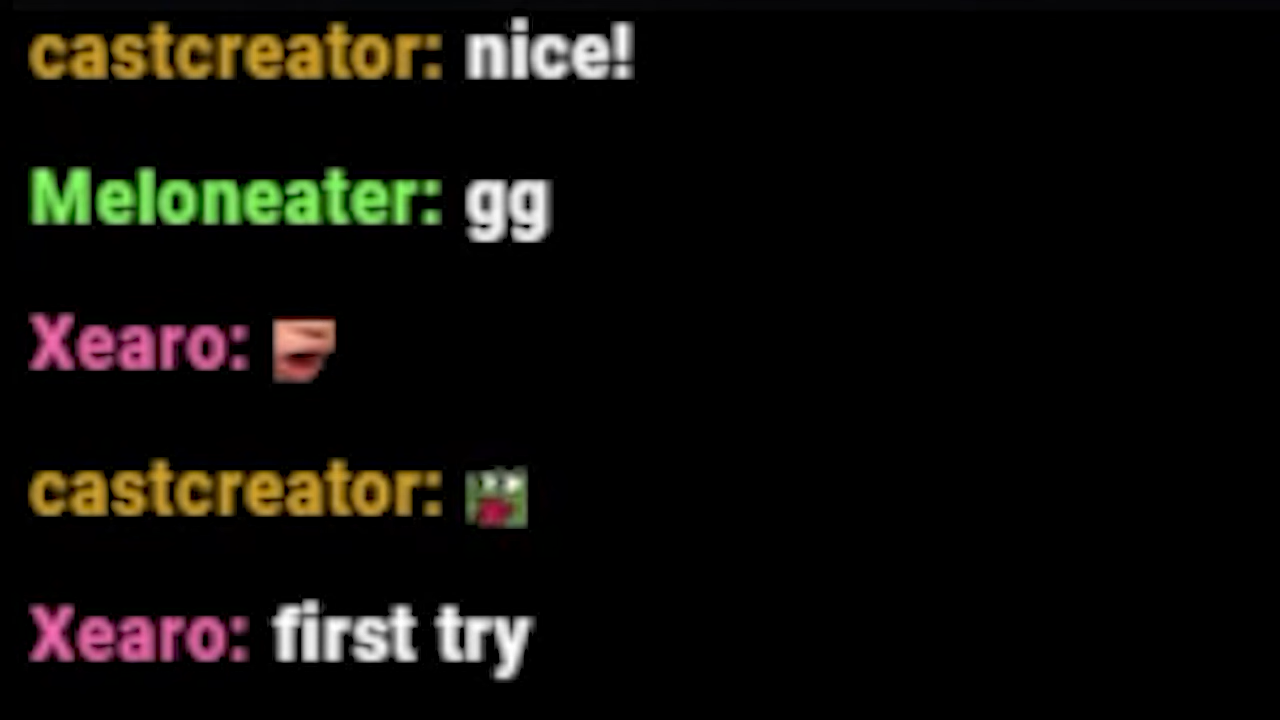 castcreator: nice!
Meloneater: gg
Xearo:
castcreator:
Xearo: first try